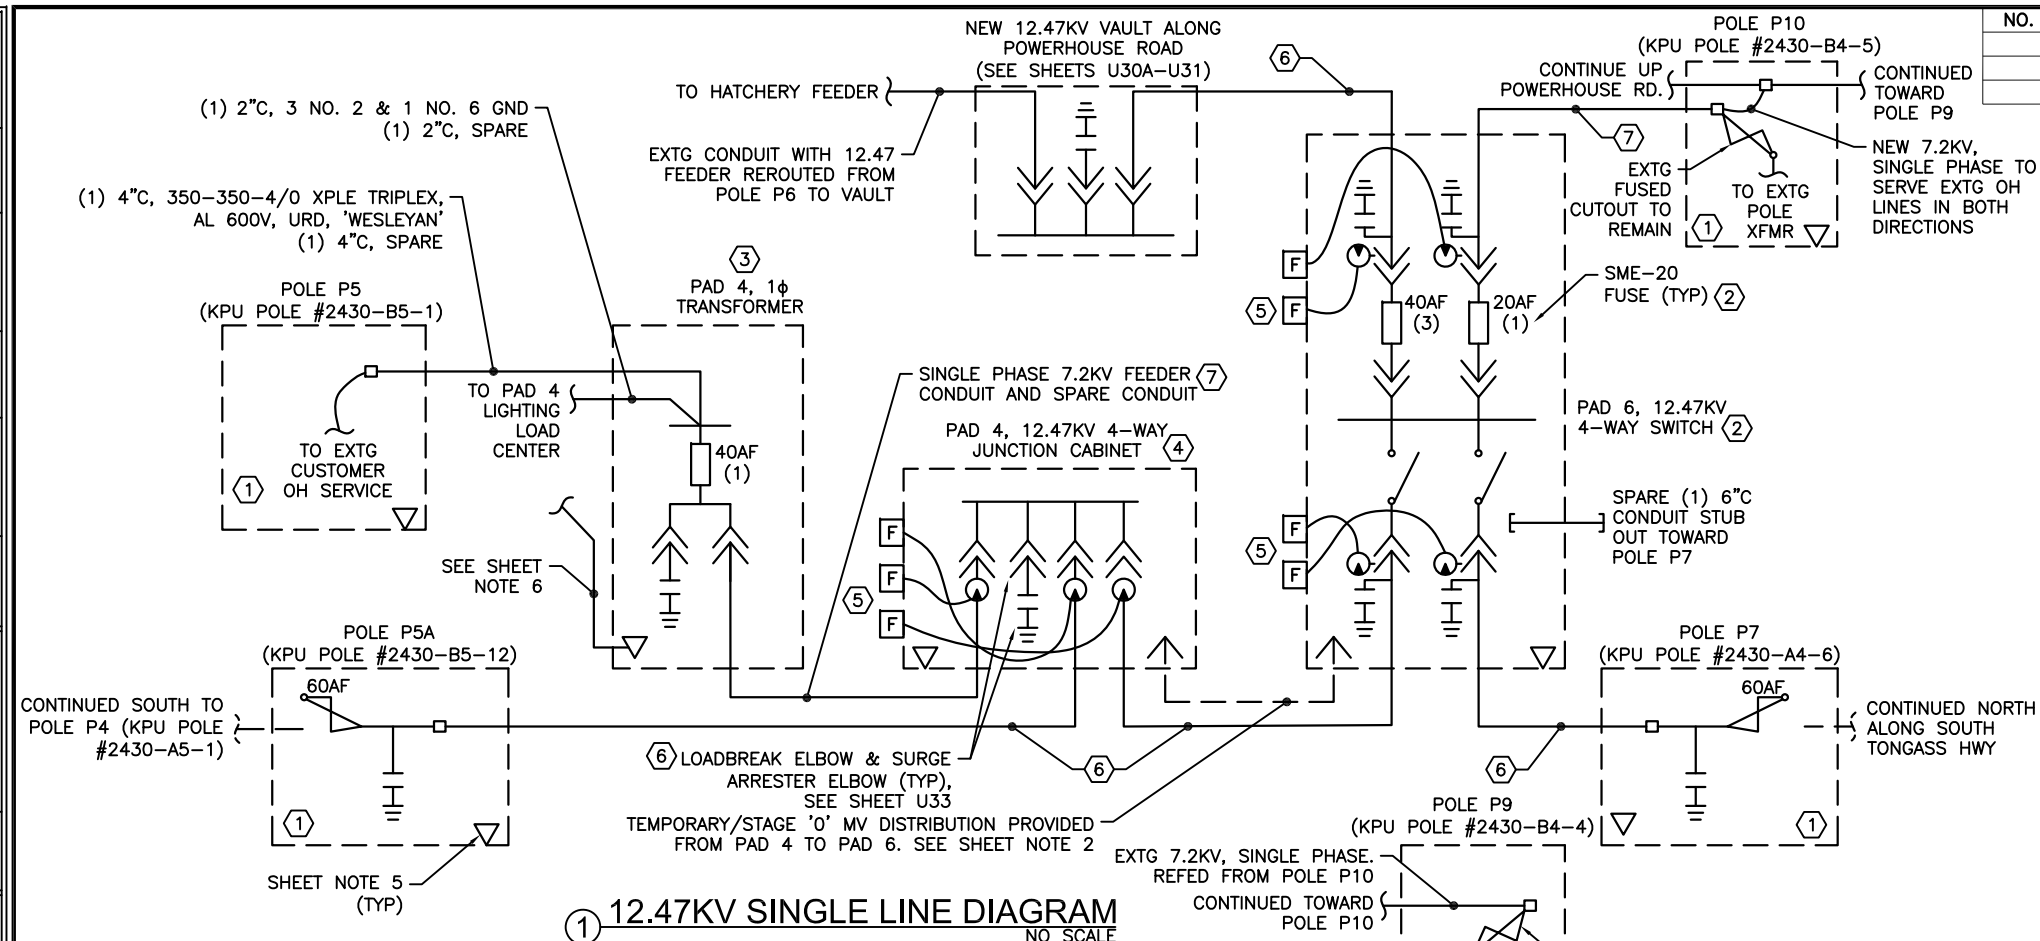 NO.
NEW 12.47KV VAULT ALONG
POWERHOUSE ROAD
(SEE SHEETS U30A-U31)
POLE P10
(KPU POLE #2430-B4-5)
6
CONTINUE UP
POWERHOUSE RD.
CONTINUED
TOWARD
POLE P9
TO HATCHERY FEEDER
(1) 2"C, 3 NO. 2 & 1 NO. 6 GND
(1) 2"C, SPARE
7
EXTG CONDUIT WITH 12.47
FEEDER REROUTED FROM
POLE P6 TO VAULT
NEW 7.2KV,
SINGLE PHASE TO
SERVE EXTG OH
LINES IN BOTH
DIRECTIONS
EXTG
FUSED
CUTOUT TO
REMAIN
TO EXTG
POLE
XFMR
1
(1) 4"C, 350-350-4/0 XPLE TRIPLEX,
AL 600V, URD, 'WESLEYAN'
(1) 4"C, SPARE
3
PAD 4, 1ϕ
TRANSFORMER
F
5
F
SME-20
FUSE (TYP)
2
40AF
(3)
20AF
(1)
POLE P5
(KPU POLE #2430-B5-1)
TO PAD 4
LIGHTING
LOAD
CENTER
SINGLE PHASE 7.2KV FEEDER
CONDUIT AND SPARE CONDUIT
7
PAD 6, 12.47KV
4-WAY SWITCH
2
PAD 4, 12.47KV 4-WAY
JUNCTION CABINET
4
TO EXTG
CUSTOMER
OH SERVICE
1
40AF
(1)
SPARE (1) 6"C
CONDUIT STUB
OUT TOWARD
POLE P7
F
F
F
5
F
5
F
SEE SHEET
NOTE 6
POLE P5A
(KPU POLE #2430-B5-12)
60AF
POLE P7
(KPU POLE #2430-A4-6)
60AF
CONTINUED SOUTH TO
POLE P4 (KPU POLE
#2430-A5-1)
CONTINUED NORTH
ALONG SOUTH
TONGASS HWY
6
LOADBREAK ELBOW & SURGE
ARRESTER ELBOW (TYP),
SEE SHEET U33
6
6
1
1
TEMPORARY/STAGE '0' MV DISTRIBUTION PROVIDED
FROM PAD 4 TO PAD 6. SEE SHEET NOTE 2
POLE P9
(KPU POLE #2430-B4-4)
EXTG 7.2KV, SINGLE PHASE.
REFED FROM POLE P10
CONTINUED TOWARD
POLE P10
SHEET NOTE 5
(TYP)
1
12.47KV SINGLE LINE DIAGRAM
NO SCALE